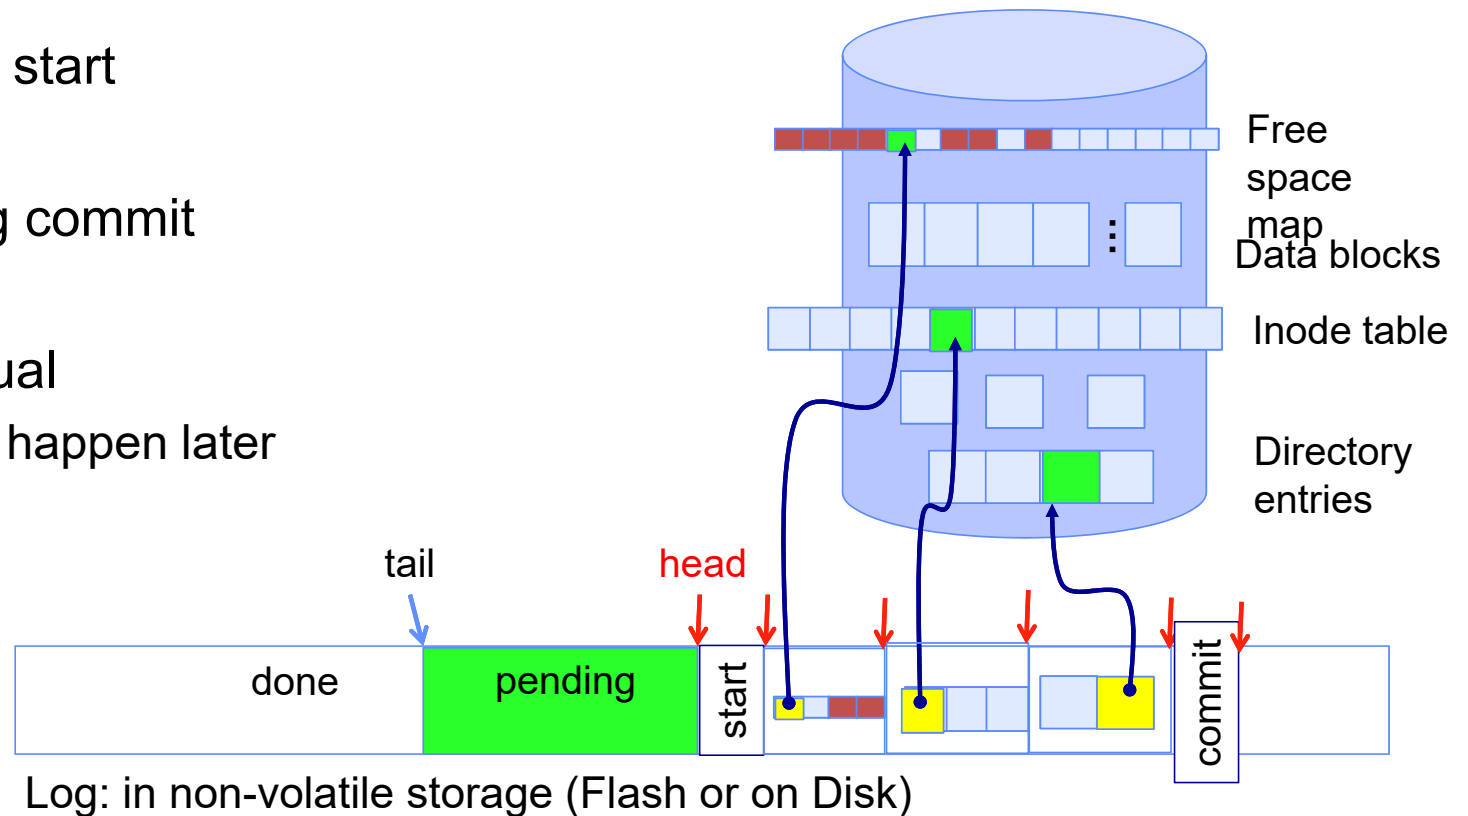 start
g commit
ual
happen later
Free
space
map
Data blocks
Inode table
Directory
entries
tail
head
done
pending
start
commit
Log: in non-volatile storage (Flash or on Disk)